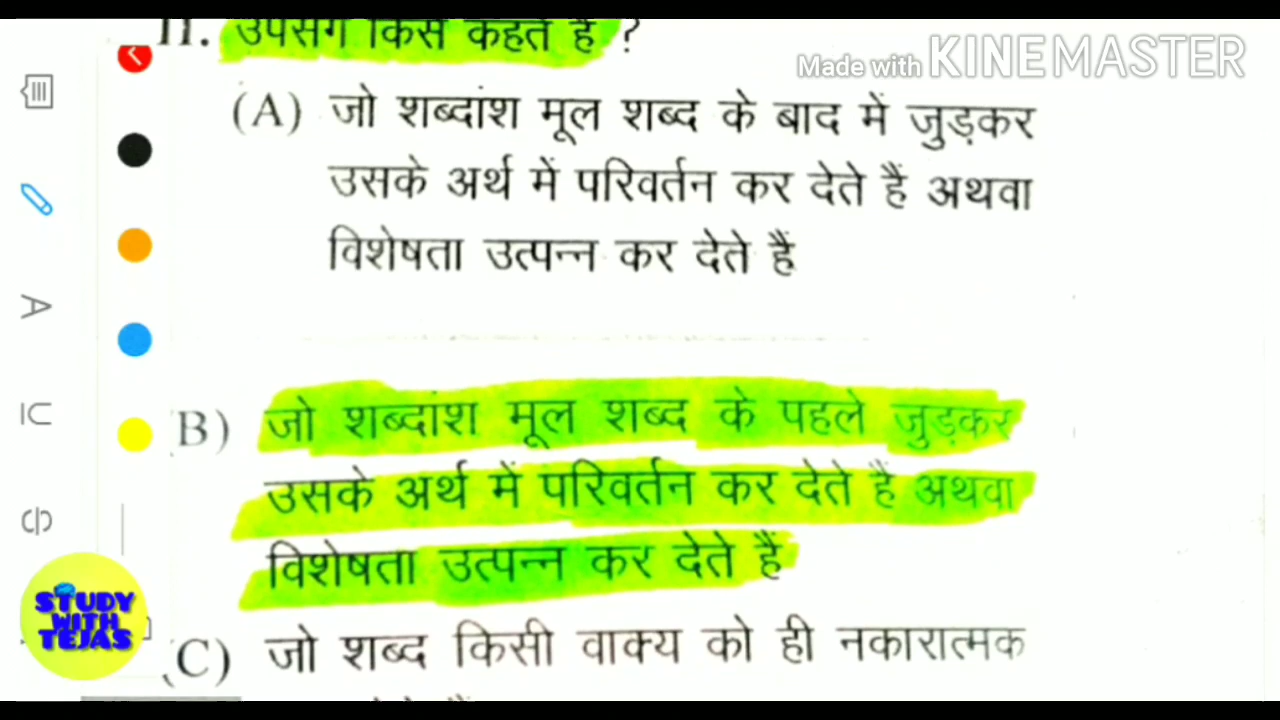 11. उपसर्ग किसे कहते हैं ?
Made with KINEMASTER
(A) जो शब्दांश मूल शब्द के बाद में जुड़कर
उसके अर्थ में परिवर्तन कर देते हैं अथवा
विशेषता उत्पन्न कर देते हैं
B) जो शब्दांश मूल शब्द के पहले जुड़कर
उसके अर्थ में परिवर्तन कर देते हैं अथवा
विशेषता उत्पन्न कर देते हैं
(C) जो शब्द किसी वाक्य को ही नकारात्मक
STUDY
WITH
TEJAS